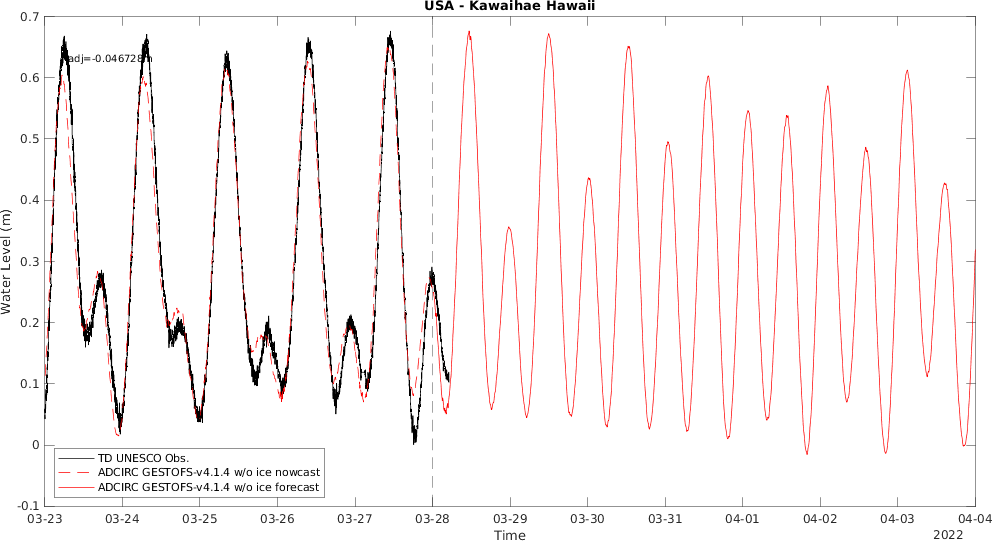 USA - Kawaihae Hawaii
0.7
adj=-0.046728m
0.6
0.5
0.4
0.3
0.2
0.1
0
-0.1
Water Level (m)
TD UNESCO Obs.
ADCIRC GESTOFS-v4.1.4 w/o ice nowcast
ADCIRC GESTOFS-v4.1.4 w/o ice forecast
03-23 03-24 03-25 03-26 03-27 03-28 03-29 03-30 03-31 04-01 04-02 04-03 04-04
Time
2022